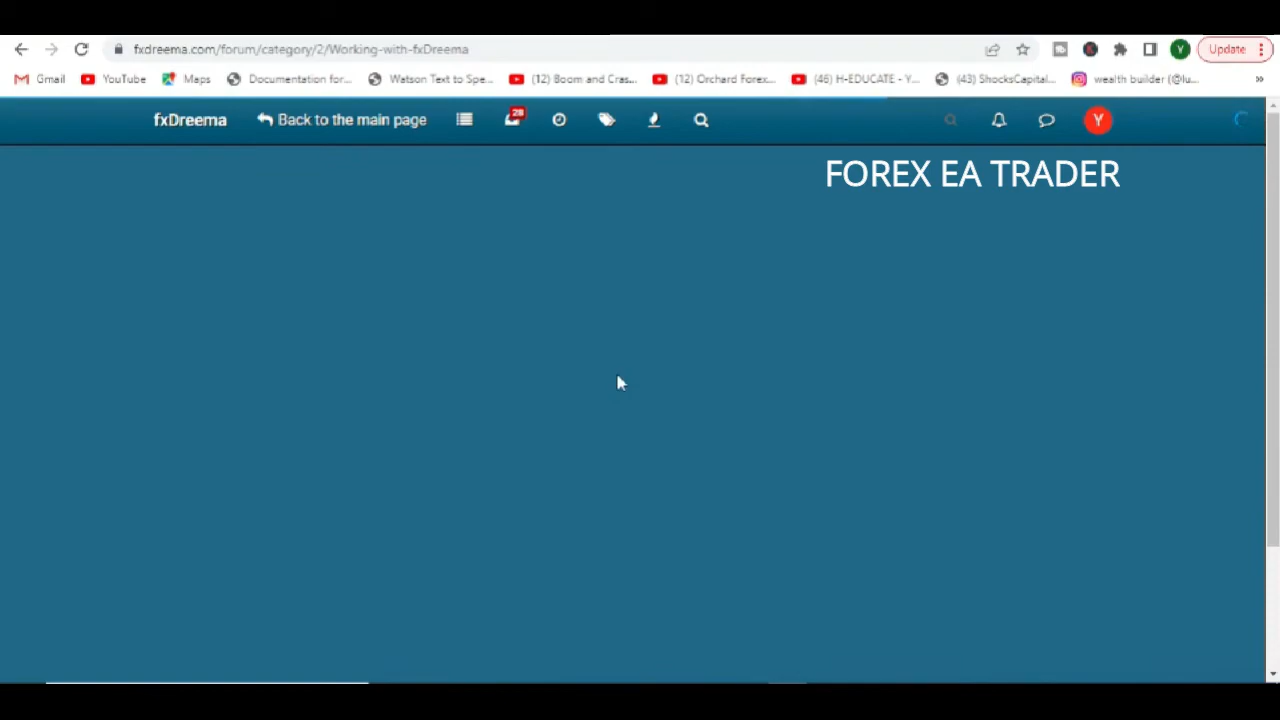 fxdreema.com/forum/category/2/Working-with-fxDreema
Update
Gmail YouTube Maps Documentation for... Watson Text to Spe... (12) Boom and Cras... (12) Orchard Forex... (46) H-EDUCATE - Y... (43) ShocksCapital... wealth builder (@lu... »
fxDreema Back to the main page 28 Y
FOREX EA TRADER